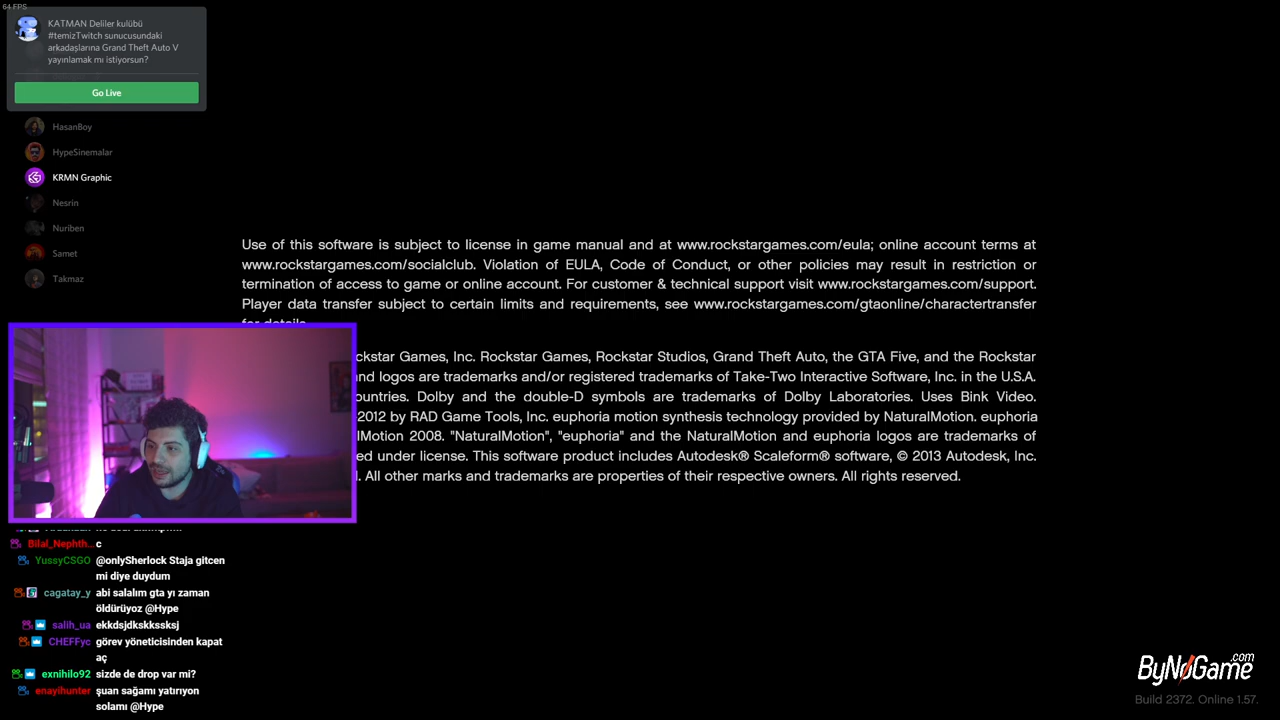 64 FPS
KATMAN Deliler kulübü
#temizTwitch sunucusundaki
arkadaşlarına Grand Theft Auto V
yayınlamak mı istiyorsun?
Go Live
HasanBoy
HypeSinemalar
KRMN Graphic
Nesrin
Nuriben
Samet
Takmaz
Use of this software is subject to license in game manual and at www.rockstargames.com/eula; online account terms at
www.rockstargames.com/socialclub. Violation of EULA, Code of Conduct, or other policies may result in restriction or
termination of access to game or online account. For customer & technical support visit www.rockstargames.com/support.
Player data transfer subject to certain limits and requirements, see www.rockstargames.com/gtaonline/charactertransfer
for details.
ckstar Games, Inc. Rockstar Games, Rockstar Studios, Grand Theft Auto, the GTA Five, and the Rockstar
nd logos are trademarks and/or registered trademarks of Take-Two Interactive Software, Inc. in the U.S.A.
ountries. Dolby and the double-D symbols are trademarks of Dolby Laboratories. Uses Bink Video.
2012 by RAD Game Tools, Inc. euphoria motion synthesis technology provided by NaturalMotion. euphoria
lMotion 2008. "NaturalMotion", "euphoria" and the NaturalMotion and euphoria logos are trademarks of
ed under license. This software product includes Autodesk® Scaleform® software, © 2013 Autodesk, Inc.
. All other marks and trademarks are properties of their respective owners. All rights reserved.
Bilal_Nephth... c
YussyCSGO @onlySherlock Staja gitcen
mi diye duydum
cagatay_y abi salalım gta yı zaman
öldürüyoz @Hype
salih_ua ekkdsjdkskkssksj
CHEFFyc görev yöneticisinden kapat
aç
exnihilo92 sizde de drop var mi?
enayihunter şuan sağamı yatırıyon
solamı @Hype
ByNoGame.com
Build 2372. Online 1.57.